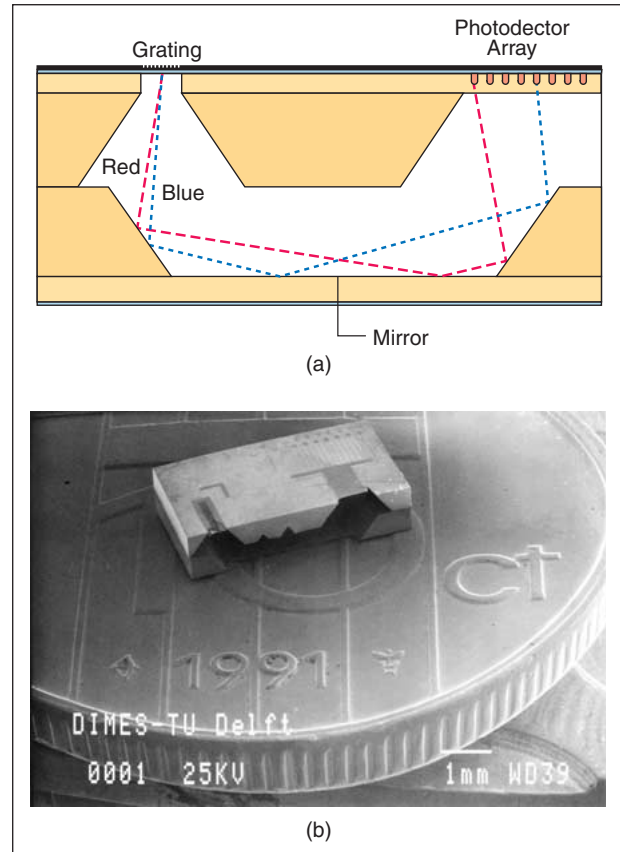 Grating
Photodector
Array
Red
Blue
Mirror
(a)
ct
1991
DIMES-TU Delft
0001 25KV 1mm WD39
(b)